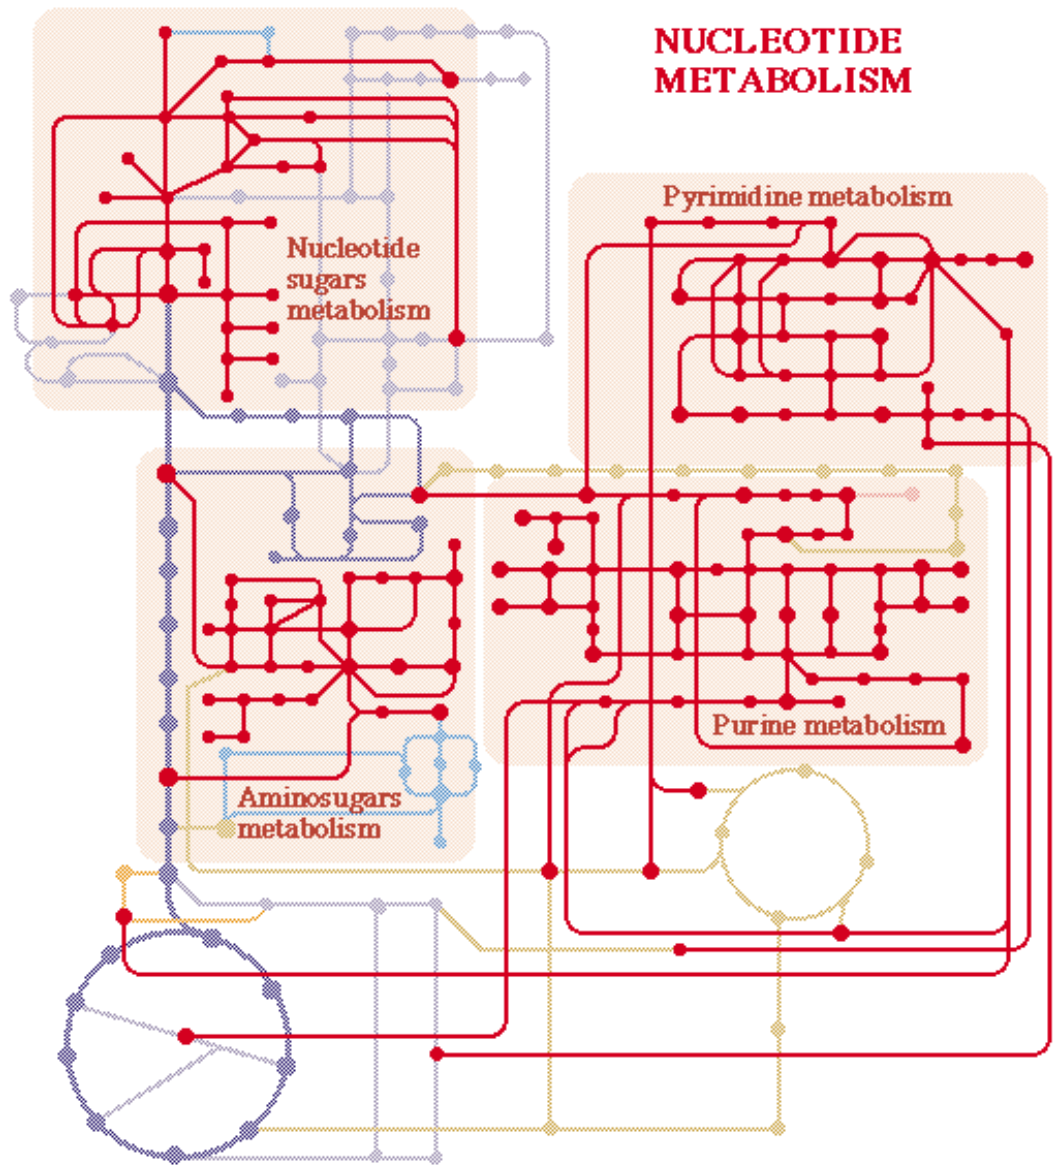 NUCLEOTIDE
METABOLISM
Pyrimidine metabolism
Nucleotide
sugars
metabolism
Purine metabolism
Aminosugars
metabolism